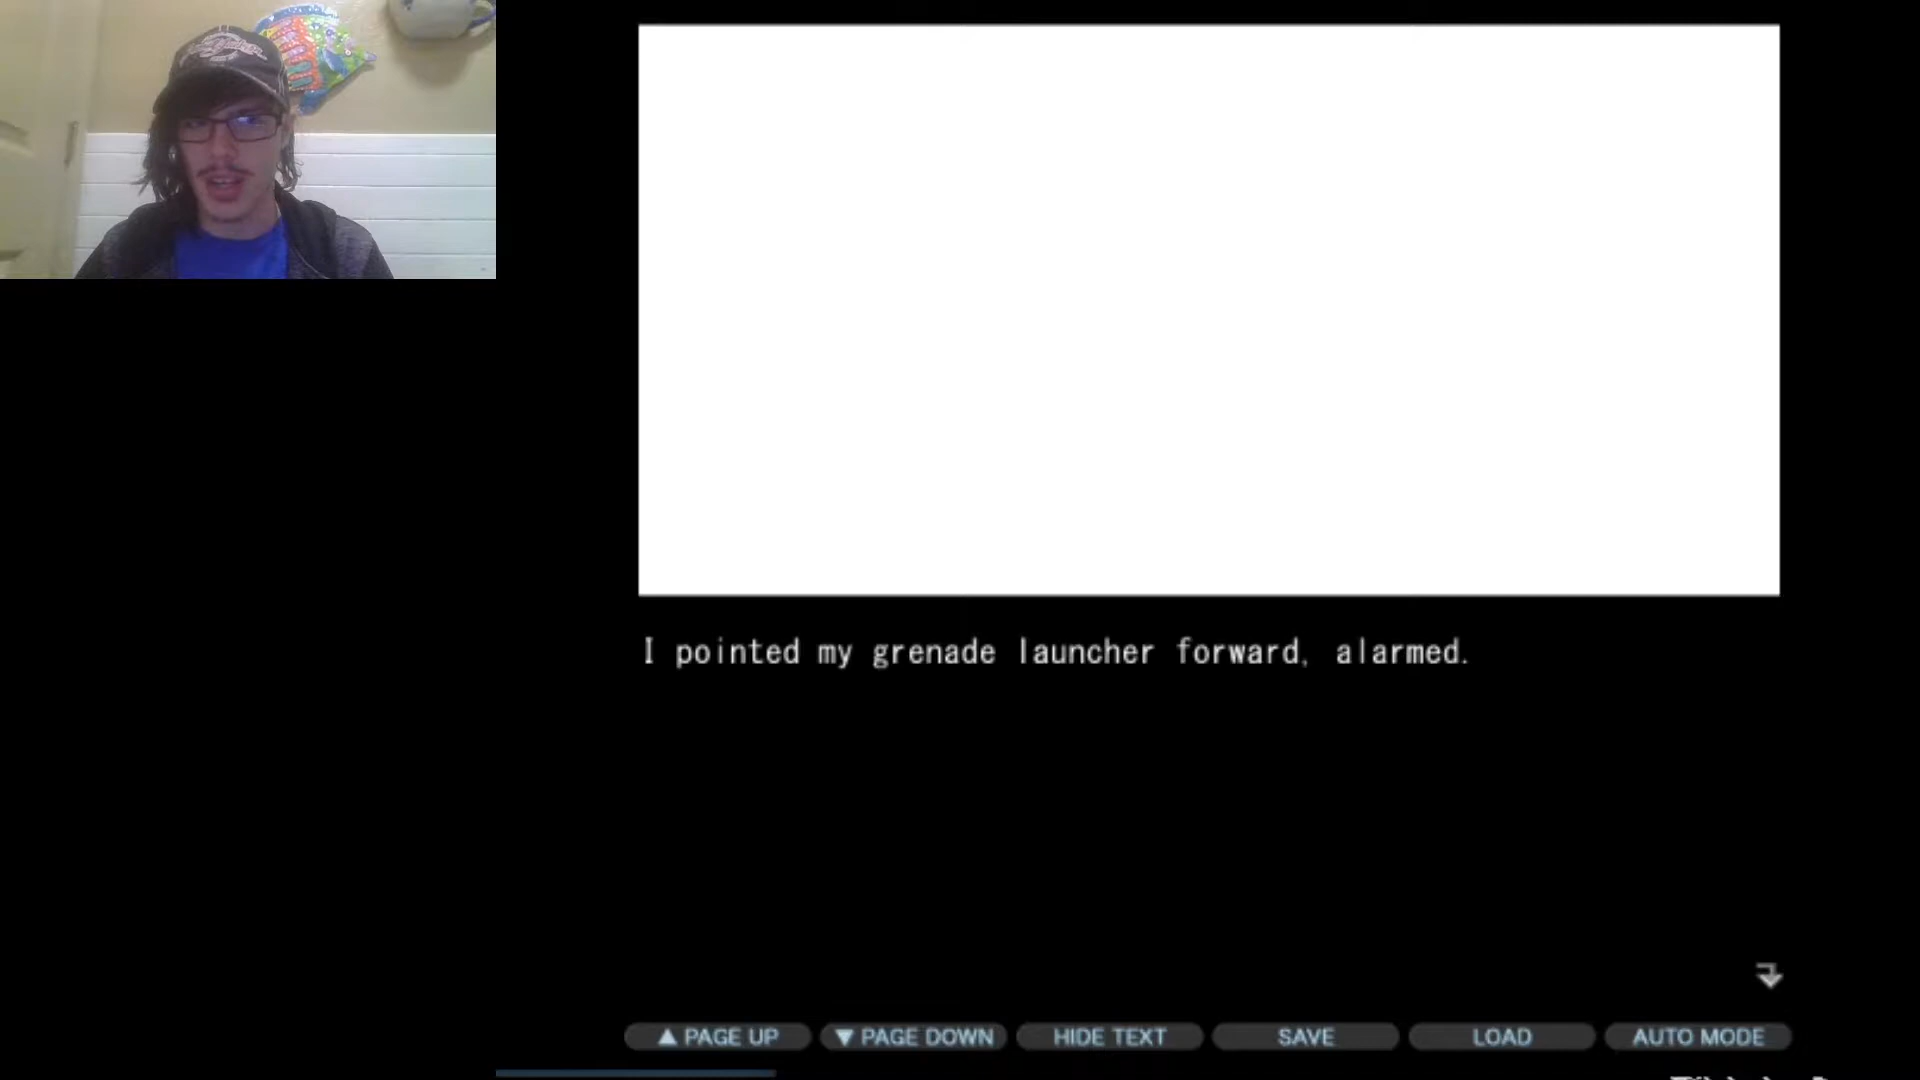 I pointed my grenade launcher forward, alarmed.
▲ PAGE UP ▼ PAGE DOWN HIDE TEXT SAVE LOAD AUTO MODE